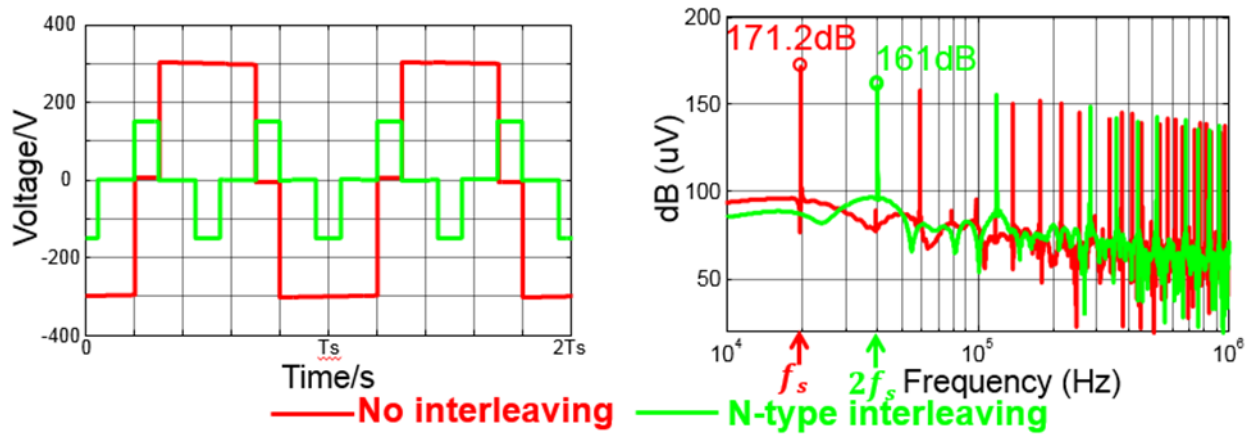 400
200
0
-200
-400
Voltage/V
0
Ts
2Ts
Time/s
200
150
100
50
dB (uV)
171.2dB
161dB
10⁴
10⁵
10⁶
fₛ
2fₛ
Frequency (Hz)
No interleaving
N-type interleaving